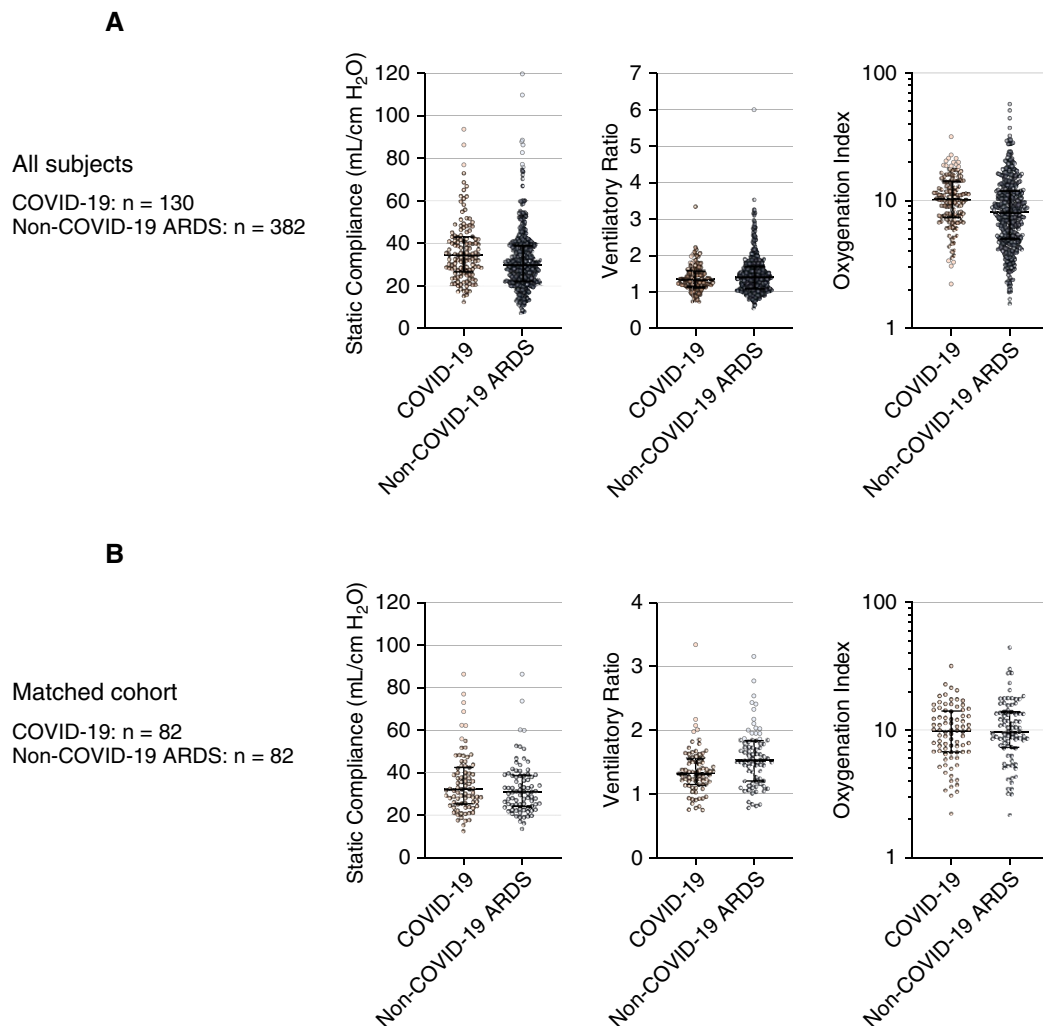 A
All subjects
COVID-19: n = 130
Non-COVID-19 ARDS: n = 382
Static Compliance (mL/cm H₂O)
120
100
80
60
40
20
0
COVID-19
Non-COVID-19 ARDS
Ventilatory Ratio
7
6
5
4
3
2
1
0
COVID-19
Non-COVID-19 ARDS
Oxygenation Index
100
10
1
COVID-19
Non-COVID-19 ARDS
B
Matched cohort
COVID-19: n = 82
Non-COVID-19 ARDS: n = 82
Static Compliance (mL/cm H₂O)
120
100
80
60
40
20
0
COVID-19
Non-COVID-19 ARDS
Ventilatory Ratio
4
3
2
1
0
COVID-19
Non-COVID-19 ARDS
Oxygenation Index
100
10
1
COVID-19
Non-COVID-19 ARDS